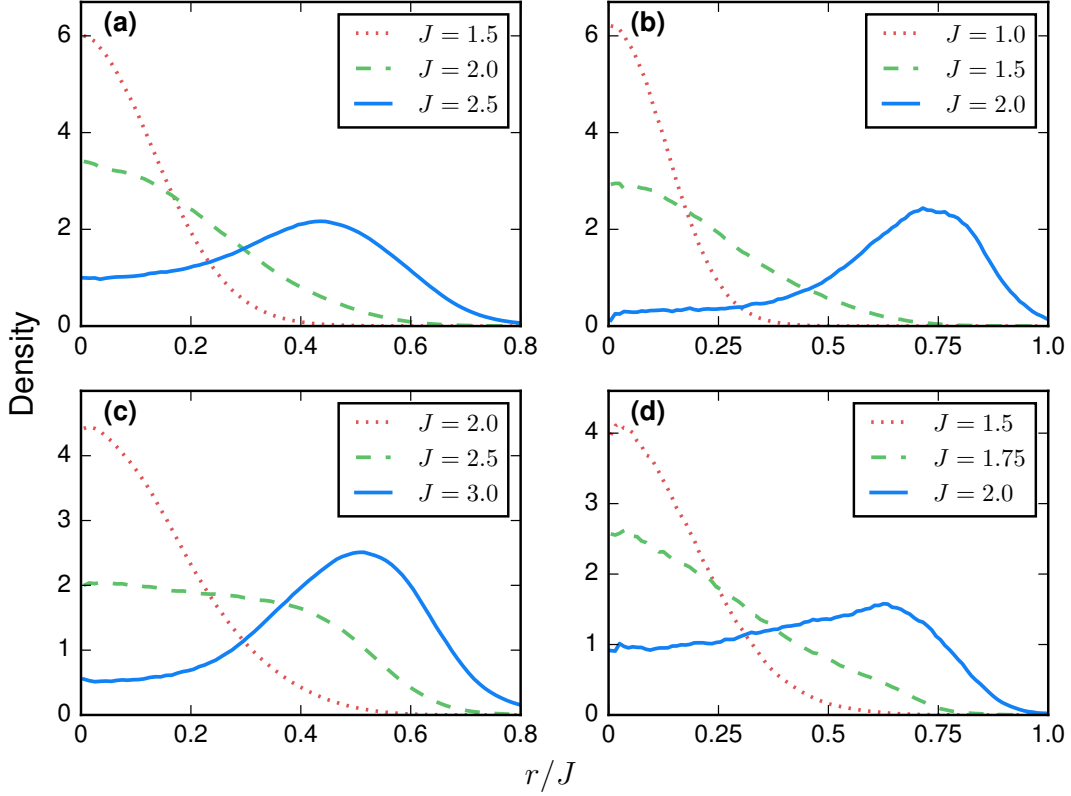 (a)
J = 1.5
J = 2.0
J = 2.5
6
4
2
0
0 0.2 0.4 0.6 0.8
(b)
J = 1.0
J = 1.5
J = 2.0
6
4
2
0
0 0.25 0.5 0.75 1.0
Density
(c)
J = 2.0
J = 2.5
J = 3.0
4
3
2
1
0
0 0.2 0.4 0.6 0.8
(d)
J = 1.5
J = 1.75
J = 2.0
4
3
2
1
0
0 0.25 0.5 0.75 1.0
r/J